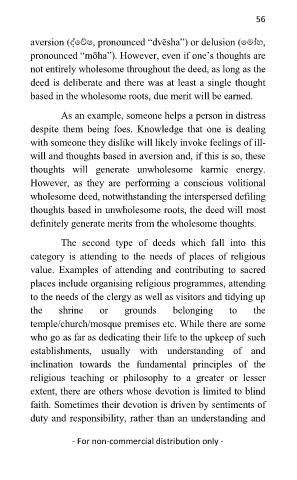 56
aversion (ද්වේෂ, pronounced “dvēsha”) or delusion (මෝහ,
pronounced “mōha”). However, even if one’s thoughts are
not entirely wholesome throughout the deed, as long as the
deed is deliberate and there was at least a single thought
based in the wholesome roots, due merit will be earned.
As an example, someone helps a person in distress
despite them being foes. Knowledge that one is dealing
with someone they dislike will likely invoke feelings of ill-
will and thoughts based in aversion and, if this is so, these
thoughts will generate unwholesome karmic energy.
However, as they are performing a conscious volitional
wholesome deed, notwithstanding the interspersed defiling
thoughts based in unwholesome roots, the deed will most
definitely generate merits from the wholesome thoughts.
The second type of deeds which fall into this
category is attending to the needs of places of religious
value. Examples of attending and contributing to sacred
places include organising religious programmes, attending
to the needs of the clergy as well as visitors and tidying up
the shrine or grounds belonging to the
temple/church/mosque premises etc. While there are some
who go as far as dedicating their life to the upkeep of such
establishments, usually with understanding of and
inclination towards the fundamental principles of the
religious teaching or philosophy to a greater or lesser
extent, there are others whose devotion is limited to blind
faith. Sometimes their devotion is driven by sentiments of
duty and responsibility, rather than an understanding and
- For non-commercial distribution only -